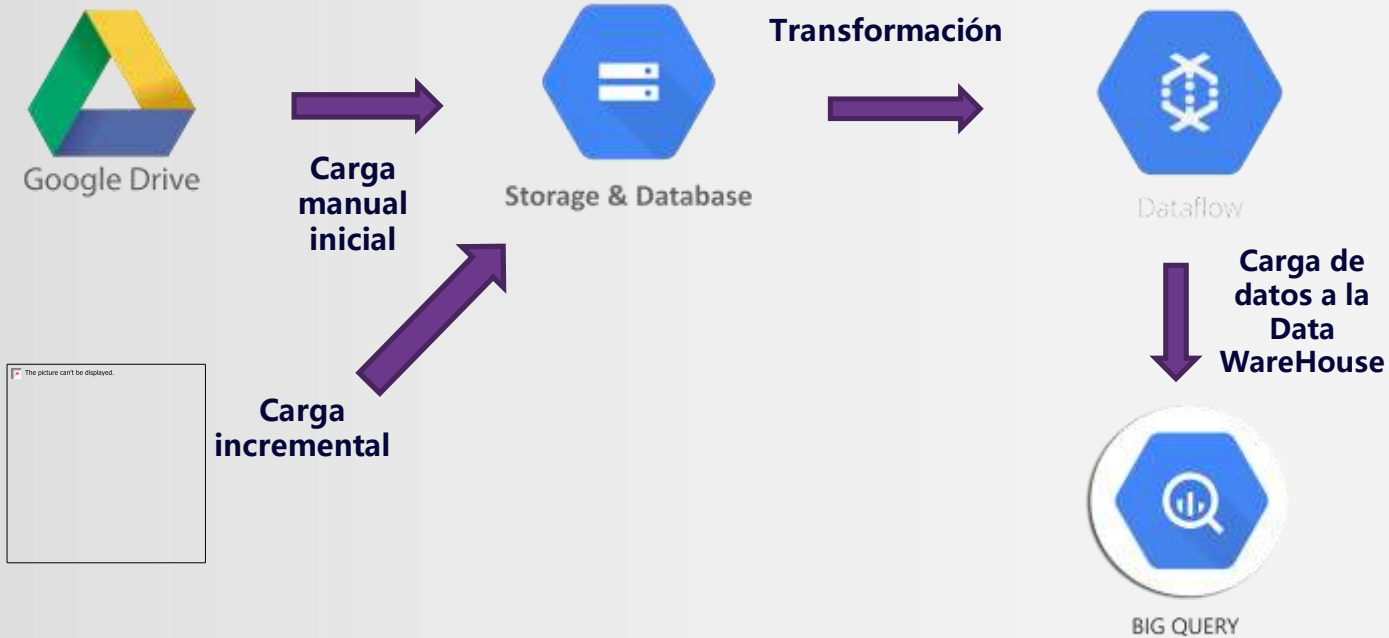 Google Drive
Carga
manual
inicial
Storage & Database
Transformación
Dataflow
Carga de
datos a la
Data
WareHouse
The picture can't be displayed.
Carga
incremental
BIG QUERY